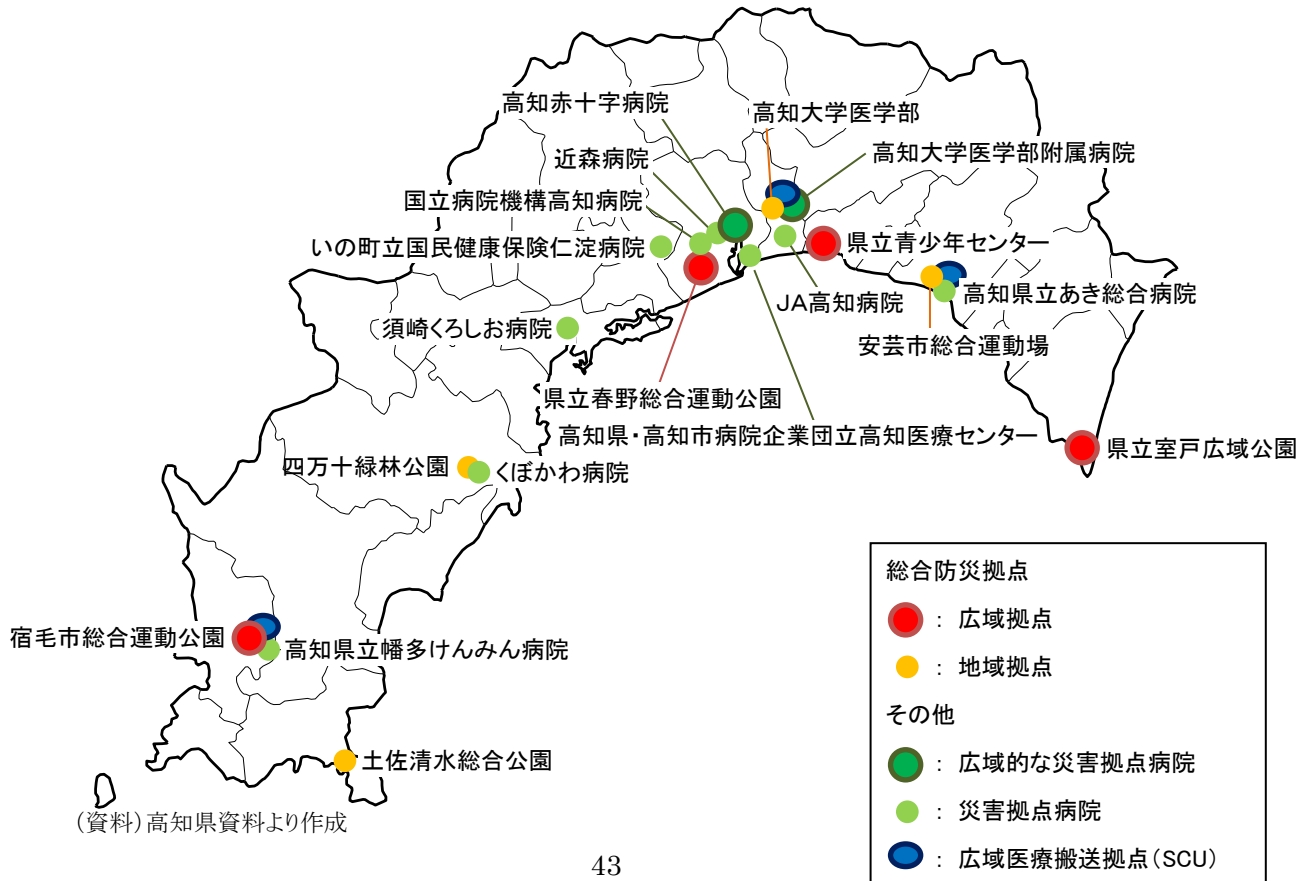 高知赤十字病院
高知大学医学部
近森病院
高知大学医学部附属病院
国立病院機構高知病院
いの町立国民健康保険仁淀病院
県立青少年センター
JA高知病院
高知県立あき総合病院
須崎くろしお病院
安芸市総合運動場
県立春野総合運動公園
高知県・高知市病院企業団立高知医療センター
県立室戸広域公園
四万十緑林公園
くぼかわ病院
宿毛市総合運動公園
高知県立幡多けんみん病院
土佐清水総合公園
(資料)高知県資料より作成
総合防災拠点
: 広域拠点
: 地域拠点
その他
: 広域的な災害拠点病院
: 災害拠点病院
: 広域医療搬送拠点(SCU)
43